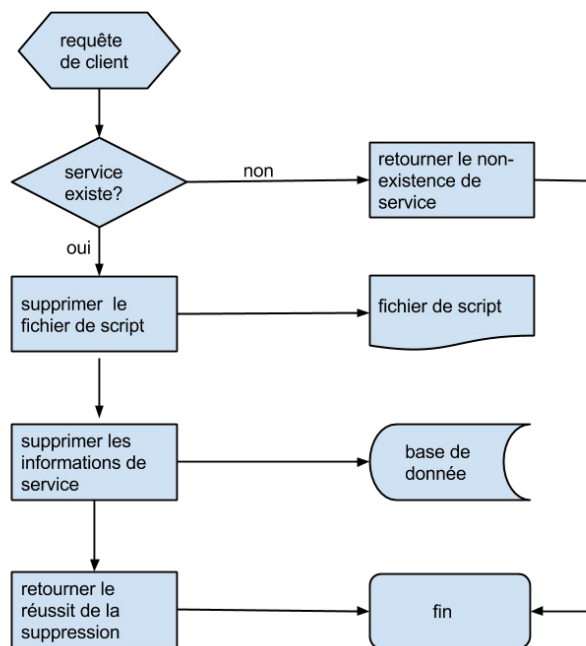 requête
de client
service
existe?
non
retourner le non-
existence de
service
oui
supprimer le
fichier de script
fichier de script
supprimer les
informations de
service
base de
donnée
retourner le
réussit de la
suppression
fin